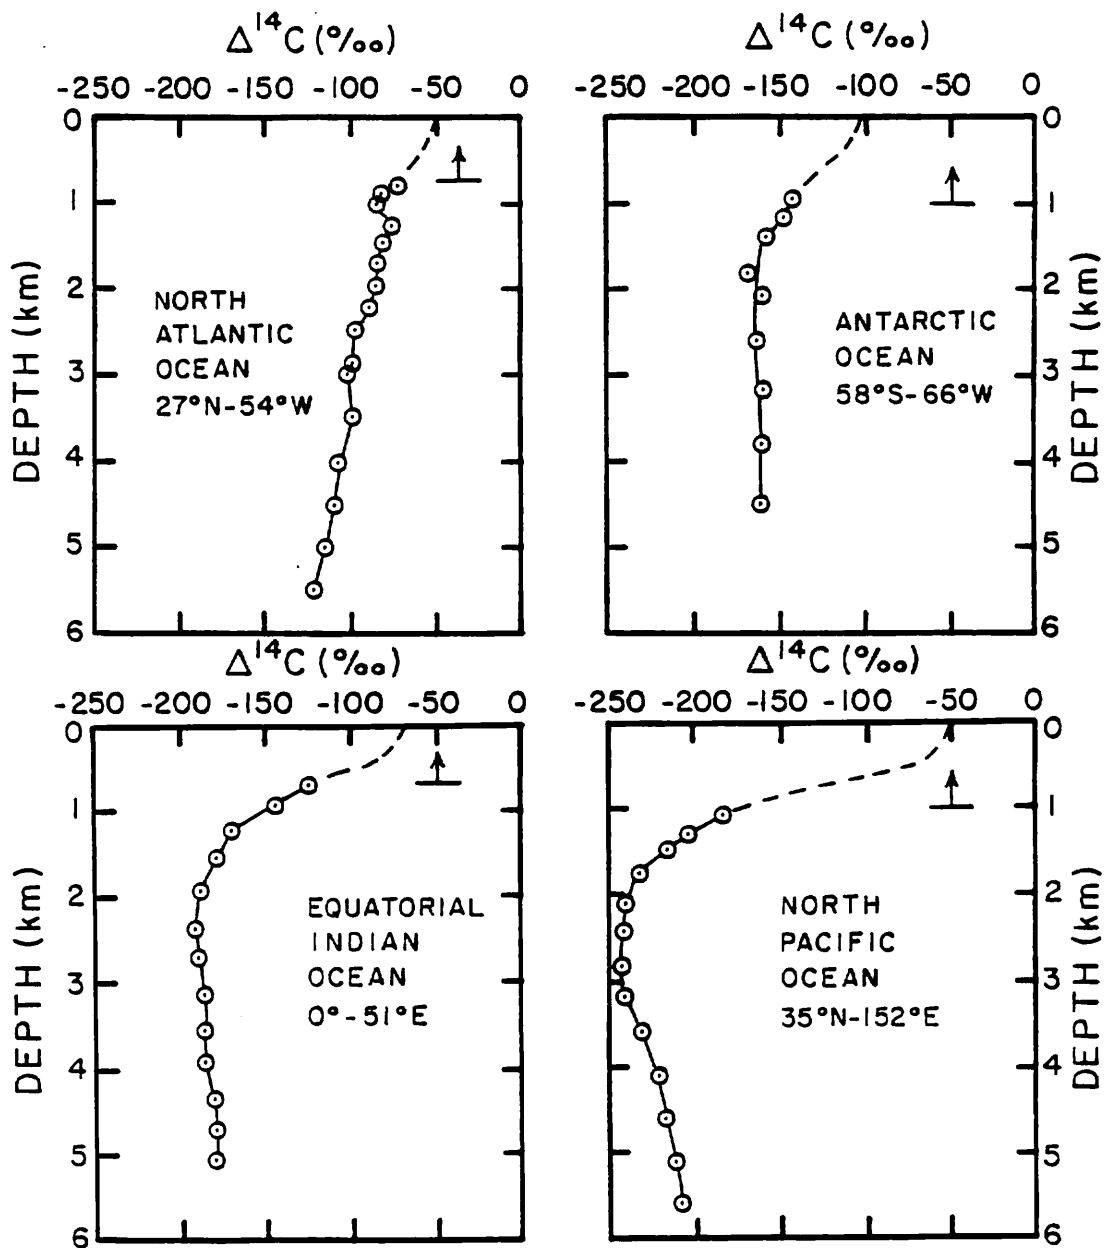 Δ¹⁴C (‰)
-250 -200 -150 -100 -50 0
0
1
2
3
4
5
6
DEPTH (km)
NORTH
ATLANTIC
OCEAN
27°N-54°W
Δ¹⁴C (‰)
-250 -200 -150 -100 -50 0
0
1
2
3
4
5
6
DEPTH (km)
ANTARCTIC
OCEAN
58°S-66°W
Δ¹⁴C (‰)
-250 -200 -150 -100 -50 0
0
1
2
3
4
5
6
DEPTH (km)
EQUATORIAL
INDIAN
OCEAN
0°-51°E
Δ¹⁴C (‰)
-250 -200 -150 -100 -50 0
0
1
2
3
4
5
6
DEPTH (km)
NORTH
PACIFIC
OCEAN
35°N-152°E